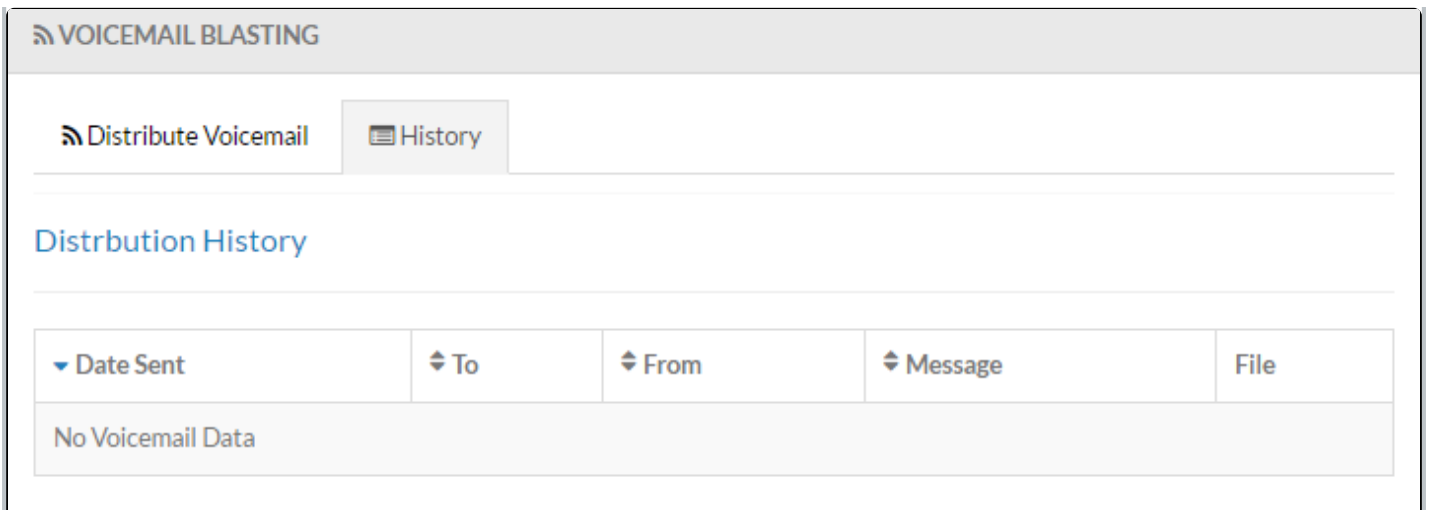 VOICEMAIL BLASTING
Distribute Voicemail History
Distrbution History
Date Sent To From Message File
No Voicemail Data